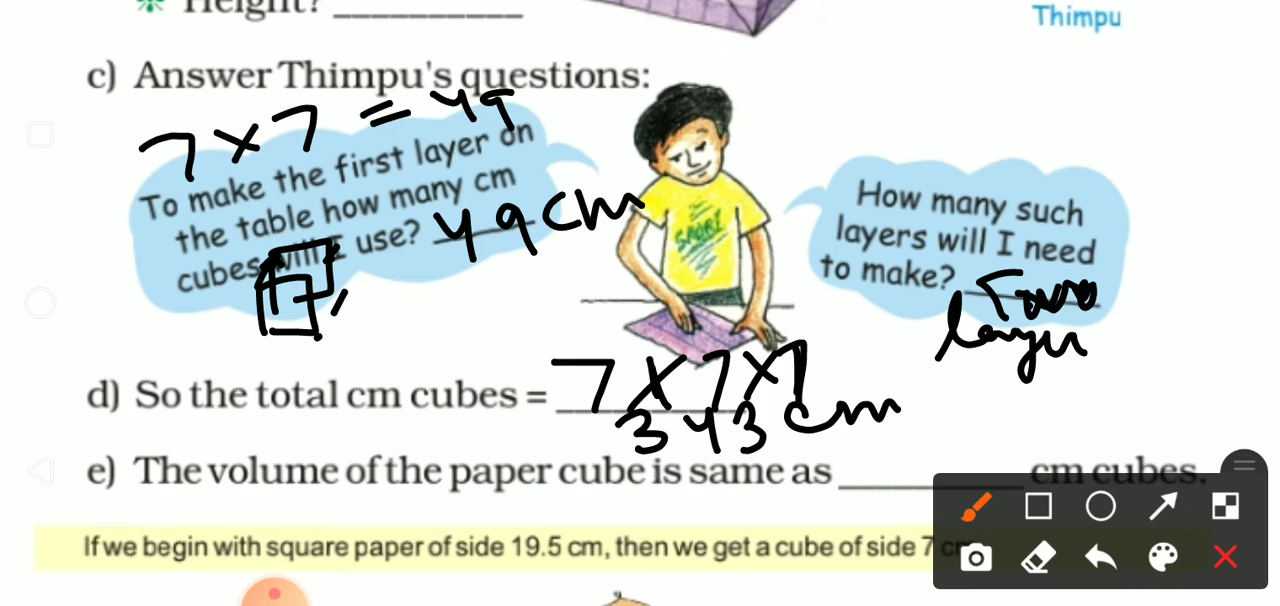 Height? __________
Thimpu
c) Answer Thimpu's questions:
7 × 7 = 49
To make the first layer on
the table how many cm
cubes will I use? 49 cm
How many such
layers will I need
to make? Two
layer
d) So the total cm cubes = 7 × 7 × 7
343 cm
e) The volume of the paper cube is same as __________ cm cubes.
If we begin with square paper of side 19.5 cm, then we get a cube of side 7 cm